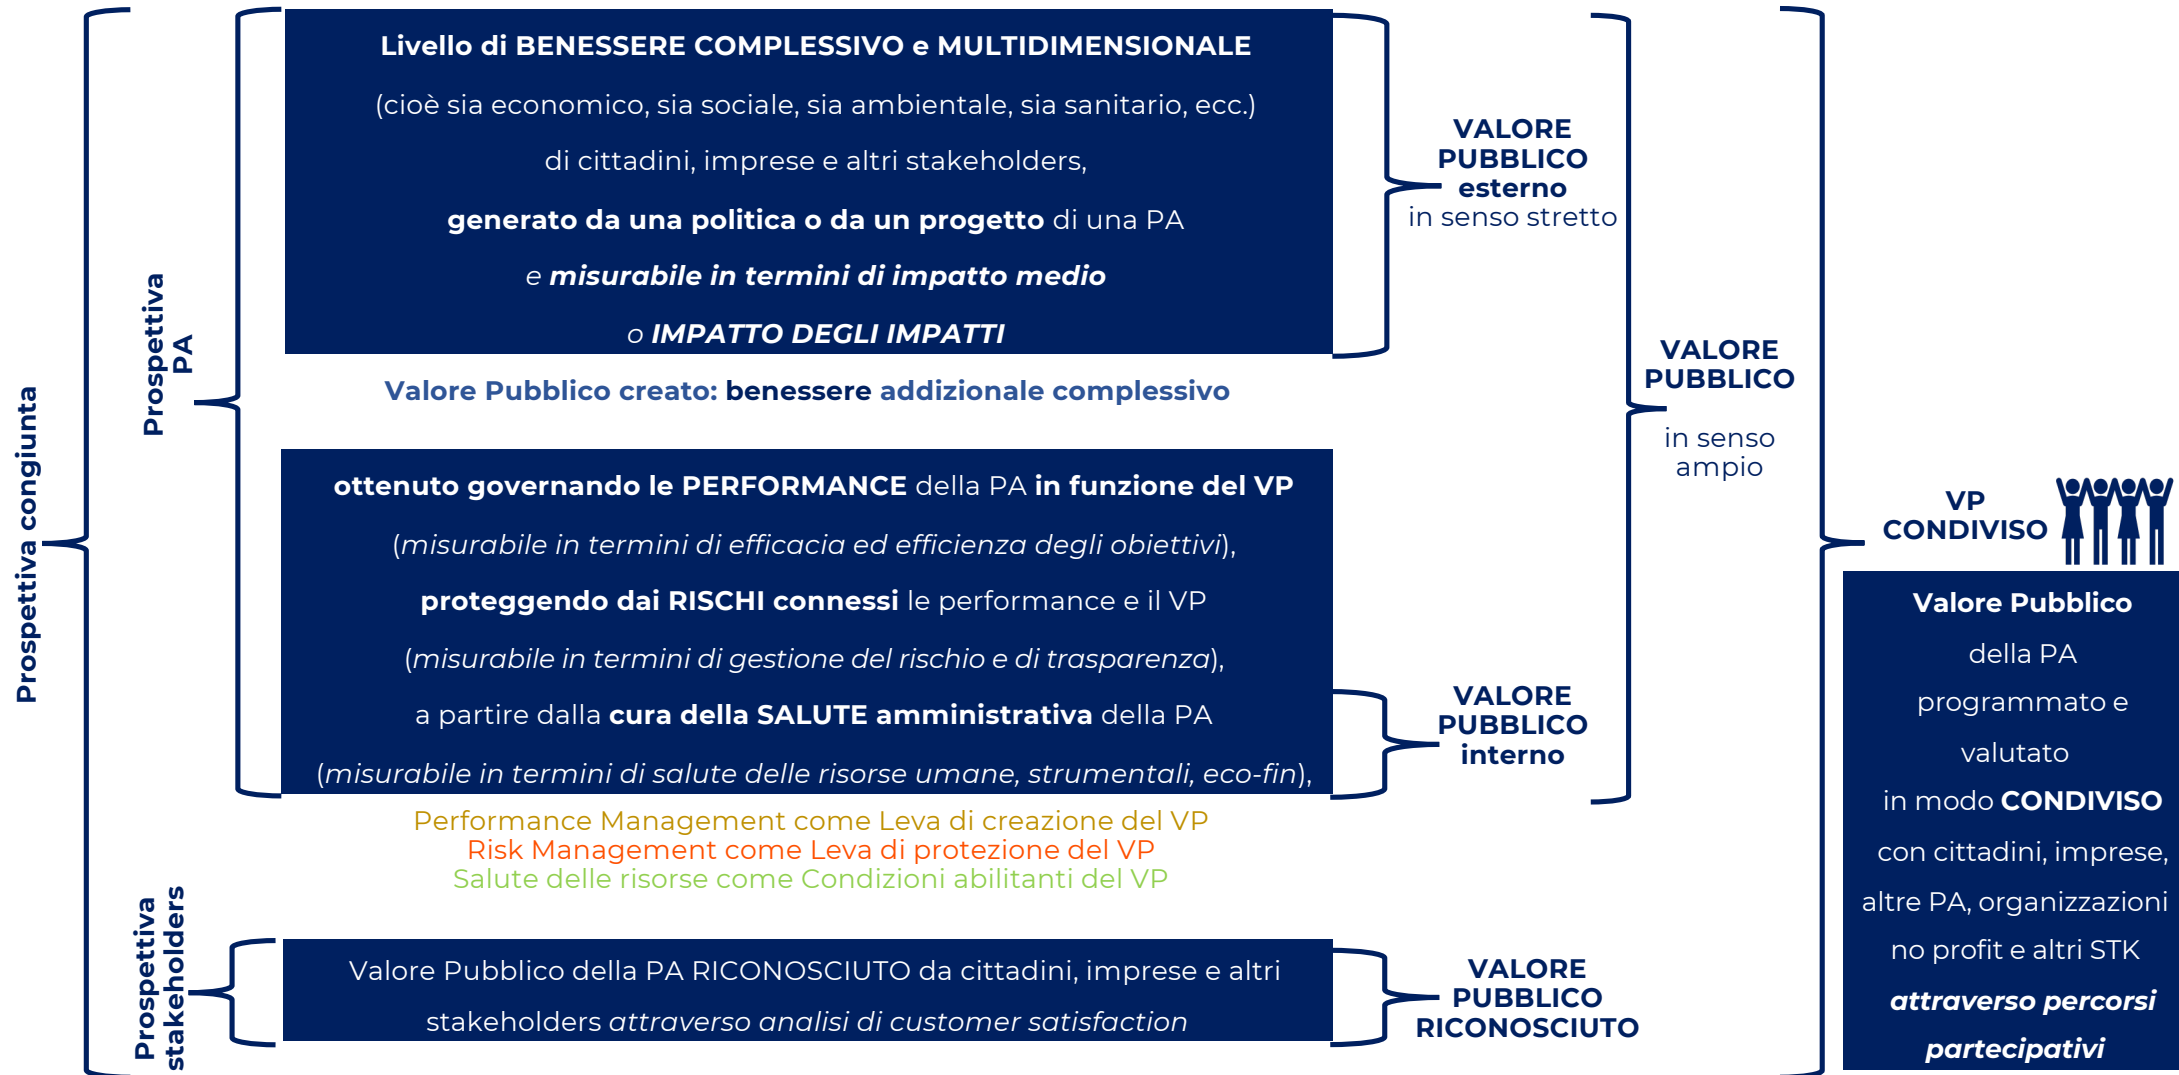 Prospettiva congiunta
Prospettiva
PA
Livello di BENESSERE COMPLESSIVO e MULTIDIMENSIONALE
(cioè sia economico, sia sociale, sia ambientale, sia sanitario, ecc.)
di cittadini, imprese e altri stakeholders,
generato da una politica o da un progetto di una PA
e misurabile in termini di impatto medio
o IMPATTO DEGLI IMPATTI
VALORE
PUBBLICO
esterno
in senso stretto
Valore Pubblico creato: benessere addizionale complessivo
ottenuto governando le PERFORMANCE della PA in funzione del VP
(misurabile in termini di efficacia ed efficienza degli obiettivi),
proteggendo dai RISCHI connessi le performance e il VP
(misurabile in termini di gestione del rischio e di trasparenza),
a partire dalla cura della SALUTE amministrativa della PA
(misurabile in termini di salute delle risorse umane, strumentali, eco-fin),
VALORE
PUBBLICO
interno
VALORE
PUBBLICO
in senso
ampio
Performance Management come Leva di creazione del VP
Risk Management come Leva di protezione del VP
Salute delle risorse come Condizioni abilitanti del VP
Prospettiva
stakeholders
Valore Pubblico della PA RICONOSCIUTO da cittadini, imprese e altri
stakeholders attraverso analisi di customer satisfaction
VALORE
PUBBLICO
RICONOSCIUTO
VP
CONDIVISO
Valore Pubblico
della PA
programmato e
valutato
in modo CONDIVISO
con cittadini, imprese,
altre PA, organizzazioni
no profit e altri STK
attraverso percorsi
partecipativi